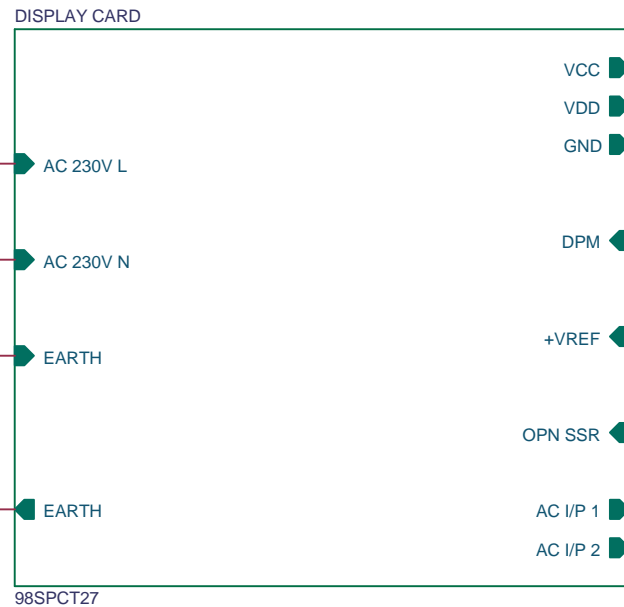 DISPLAY CARD
VCC
VDD
GND
AC 230V L
DPM
AC 230V N
+VREF
EARTH
OPN SSR
EARTH
AC I/P 1
AC I/P 2
98SPCT27